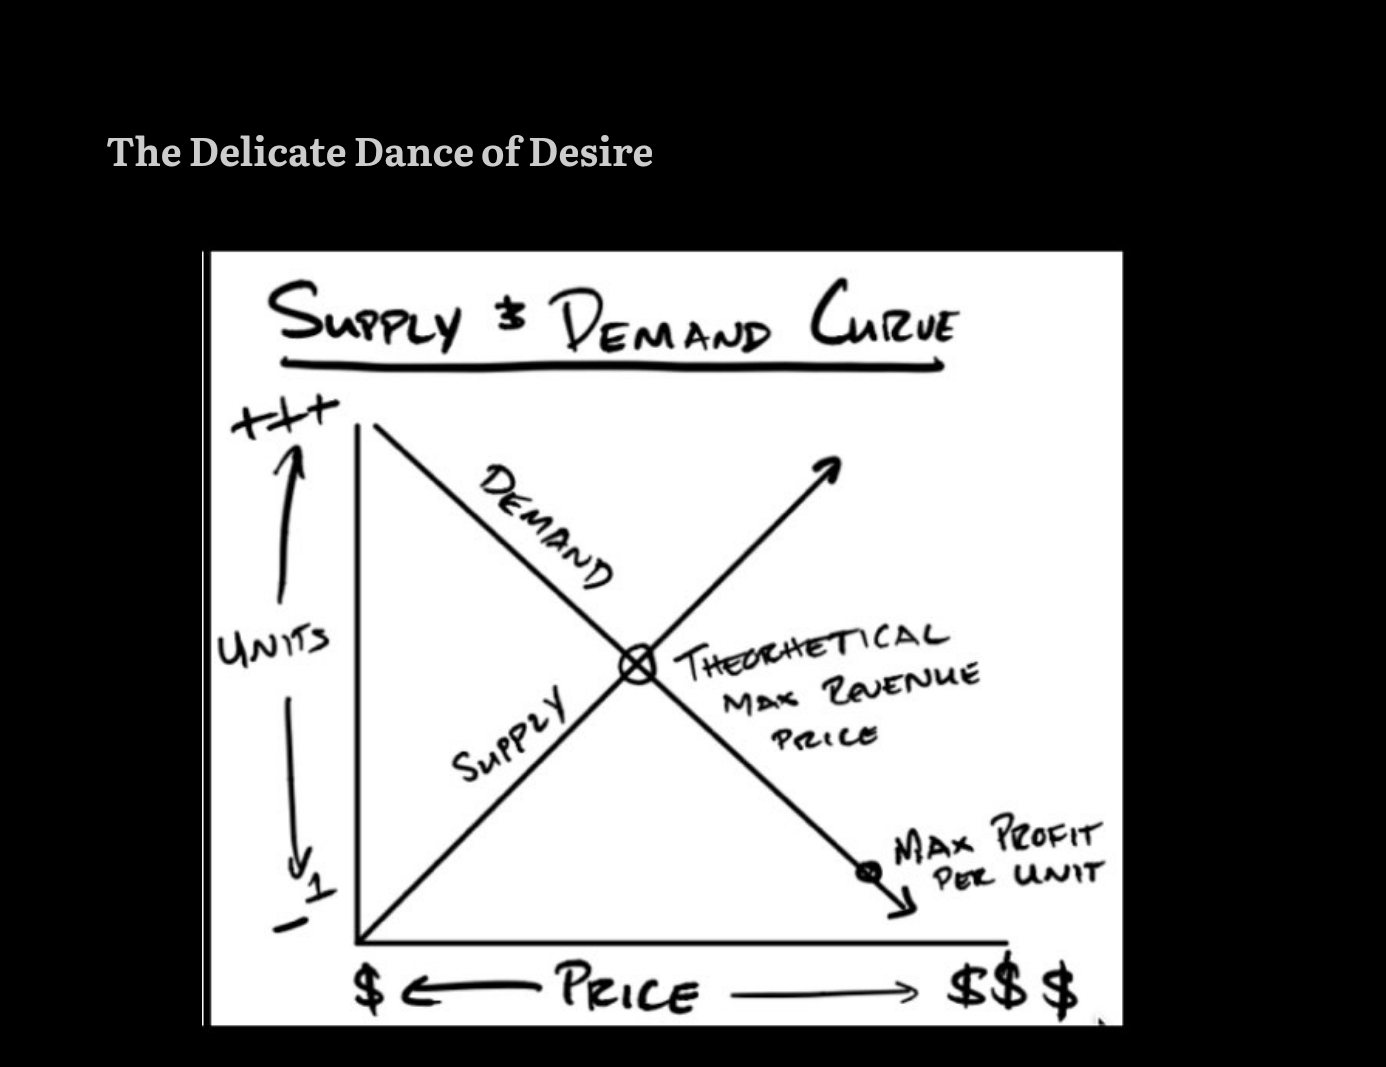 The Delicate Dance of Desire
SUPPLY & DEMAND CURVE
+++
DEMAND
UNITS
THEORHETICAL
MAX REVENUE
PRICE
SUPPLY
MAX PROFIT
PER UNIT
1
-
$ ← PRICE → $$$